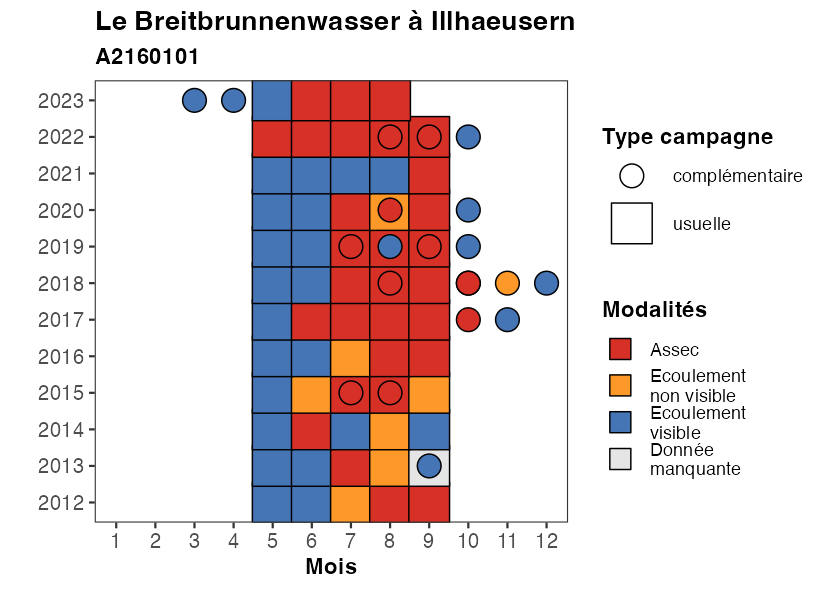 Le Breitbrunnenwasser à Illhaeusern
A2160101
2023
2022
2021
2020
2019
2018
2017
2016
2015
2014
2013
2012
1 2 3 4 5 6 7 8 9 10 11 12
Mois
Type campagne
complémentaire
usuelle
Modalités
Assec
Ecoulement
non visible
Ecoulement
visible
Donnée
manquante